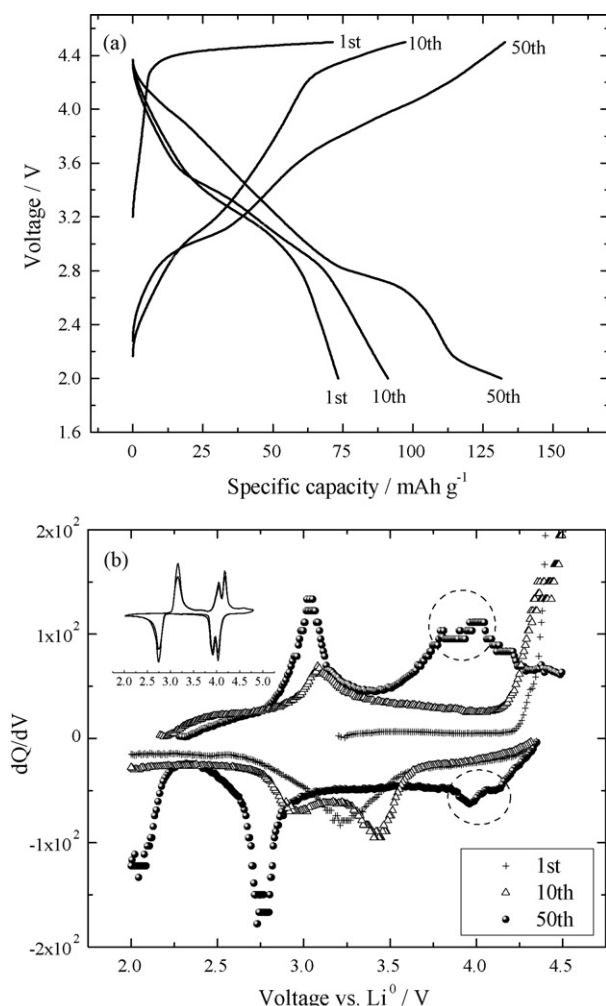 (a)
4.5
4.0
3.6
3.2
2.8
2.4
2.0
1.6
Voltage / V
1st
10th
50th
1st
10th
50th
0 25 50 75 100 125 150
Specific capacity / mAh g⁻¹
(b)
2x10²
1x10²
0
-1x10²
-2x10²
dQ/dV
2.0 2.5 3.0 3.5 4.0 5.0
1st
10th
50th
2.0 2.5 3.0 3.5 4.0 4.5
Voltage vs. Li⁰ / V